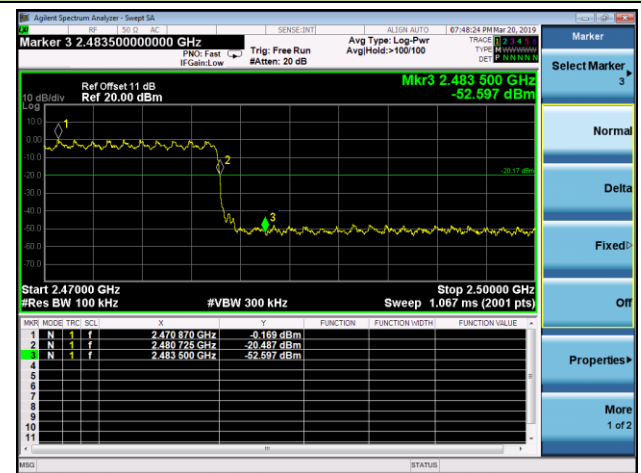 Agilent Spectrum Analyzer - Swept SA
RF 50 Ω AC SENSE:INT ALIGN AUTO 07:48:24 PM Mar 20, 2019
Marker 3 2.483500000000 GHz
PNO: Fast
IFGain:Low
Trig: Free Run
#Atten: 20 dB
Avg Type: Log-Pwr
Avg|Hold:>100/100
TRACE 1 2 3 4 5 6
TYPE M WWWWW
DET P N N N N N
Ref Offset 11 dB
10 dB/div Ref 20.00 dBm
Log
Mkr3 2.483 500 GHz
-52.597 dBm
10.0
0.00
-10.0
-20.0
-30.0
-40.0
-50.0
-60.0
-70.0
1
2
3
-20.17 dBm
Start 2.47000 GHz
Stop 2.50000 GHz
#Res BW 100 kHz #VBW 300 kHz Sweep 1.067 ms (2001 pts)
MKR MODE TRC SCL X Y FUNCTION FUNCTION WIDTH FUNCTION VALUE
1 N 1 f 2.470 870 GHz -0.169 dBm
2 N 1 f 2.480 725 GHz -20.487 dBm
3 N 1 f 2.483 500 GHz -52.597 dBm
4
5
6
7
8
9
10
11
MSG STATUS
Marker
Select Marker
3
Normal
Delta
Fixed
Off
Properties
More
1 of 2